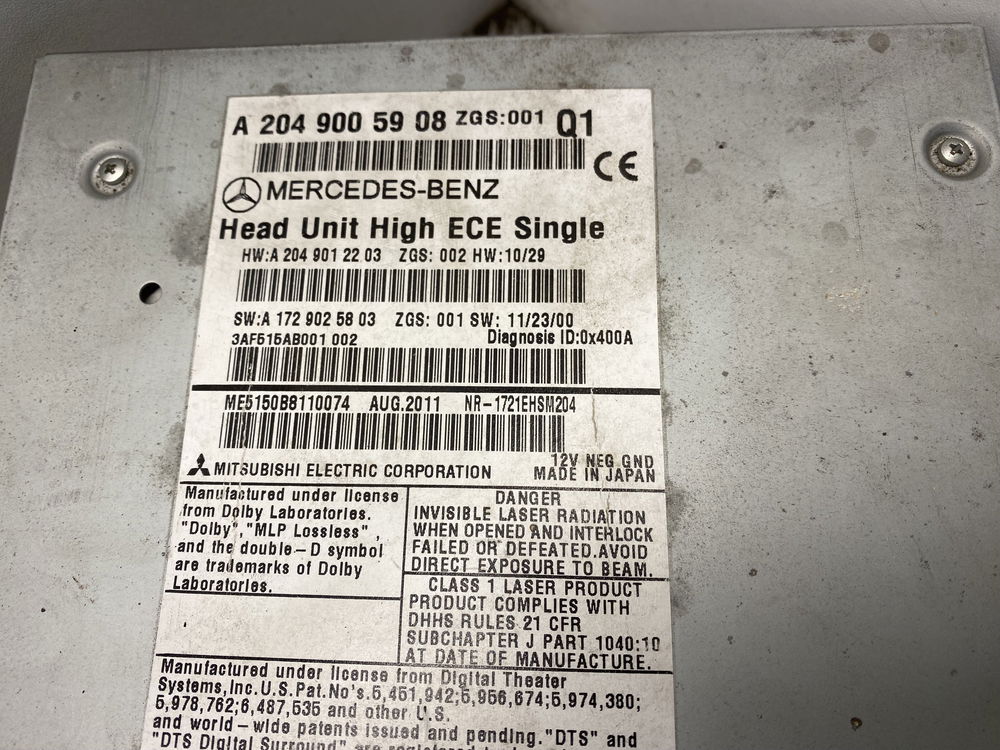 A 204 900 59 08 ZGS:001 Q1
CE
MERCEDES-BENZ
Head Unit High ECE Single
HW:A 204 901 22 03 ZGS: 002 HW:10/29
SW:A 172 902 58 03 ZGS: 001 SW: 11/23/00
3AF515AB001 002 Diagnosis ID:0x400A
ME5150B8110074 AUG.2011 NR-1721EHSM204
MITSUBISHI ELECTRIC CORPORATION
12V NEG GND
MADE IN JAPAN
Manufactured under license
from Dolby Laboratories.
"Dolby","MLP Lossless",
and the double-D symbol
are trademarks of Dolby
Laboratories.
DANGER
INVISIBLE LASER RADIATION
WHEN OPENED AND INTERLOCK
FAILED OR DEFEATED.AVOID
DIRECT EXPOSURE TO BEAM.
CLASS 1 LASER PRODUCT
PRODUCT COMPLIES WITH
DHHS RULES 21 CFR
SUBCHAPTER J PART 1040:10
AT DATE OF MANUFACTURE.
Manufactured under license from Digital Theater
Systems,Inc.U.S.Pat.No's.5,451,942;5,956,674;5,974,380;
5,978,762;6,487,535 and other U.S.
and world-wide patents issued and pending."DTS" and
"DTS Digital Surround" are